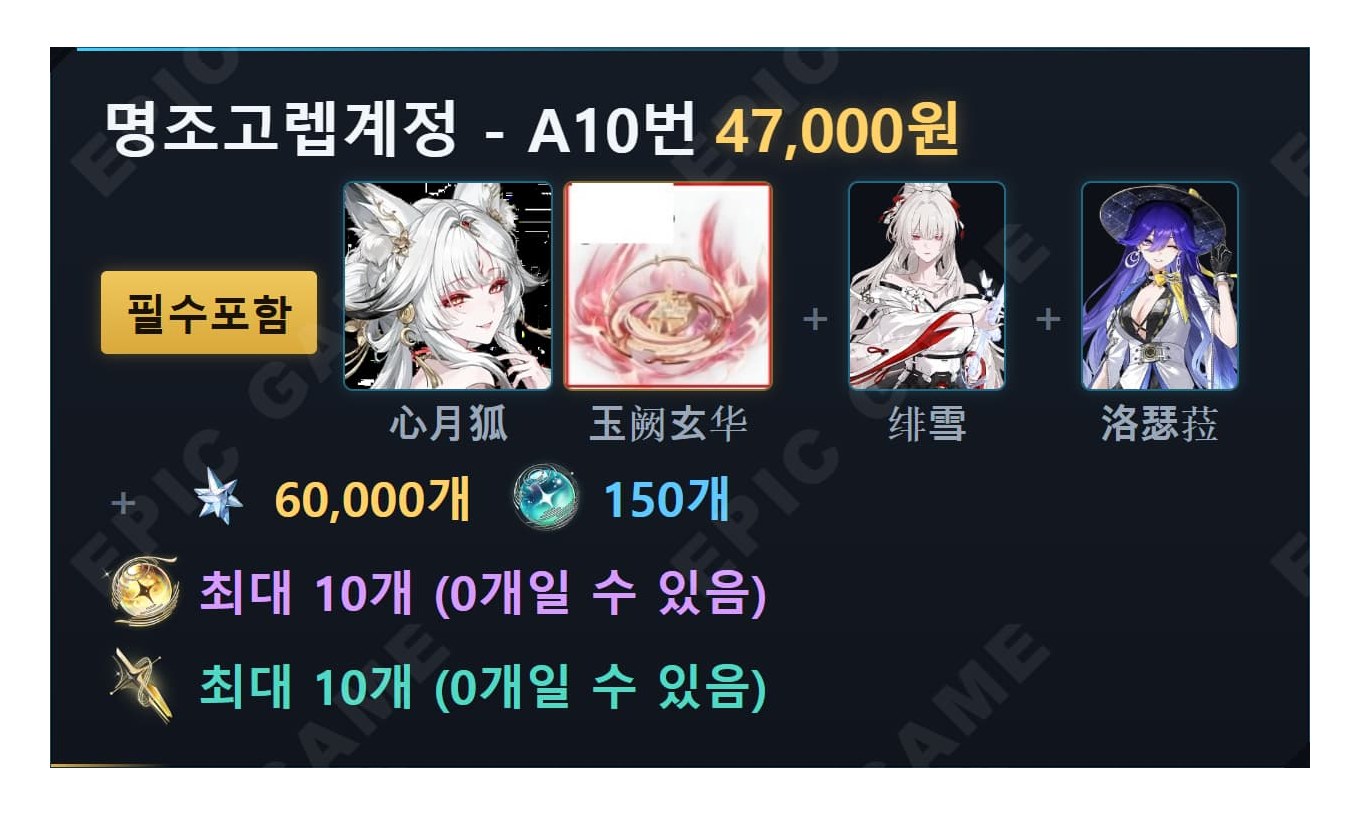 명조고렙계정 - A10번 47,000원
필수포함
心月狐 玉阙玄华 + 绯雪 + 洛瑟菈
+ 60,000개 150개
최대 10개 (0개일 수 있음)
최대 10개 (0개일 수 있음)
EPIC GAME